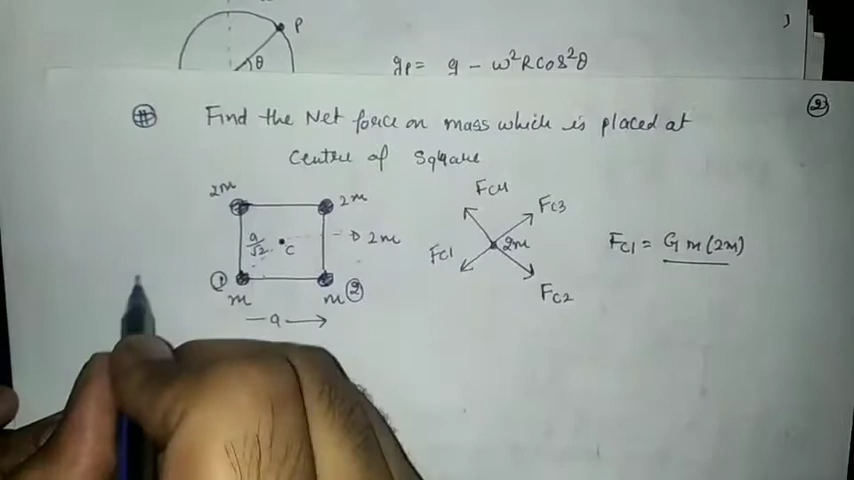 P
θ
gp = g - ω²RCos²θ
# Find the Net force on mass which is placed at
Centre of Square
2
2m 2m
a/√2 C 2m
1 m m 2
a
Fc4 Fc3
Fc1 2m
Fc2
Fc1 = Gm(2m)